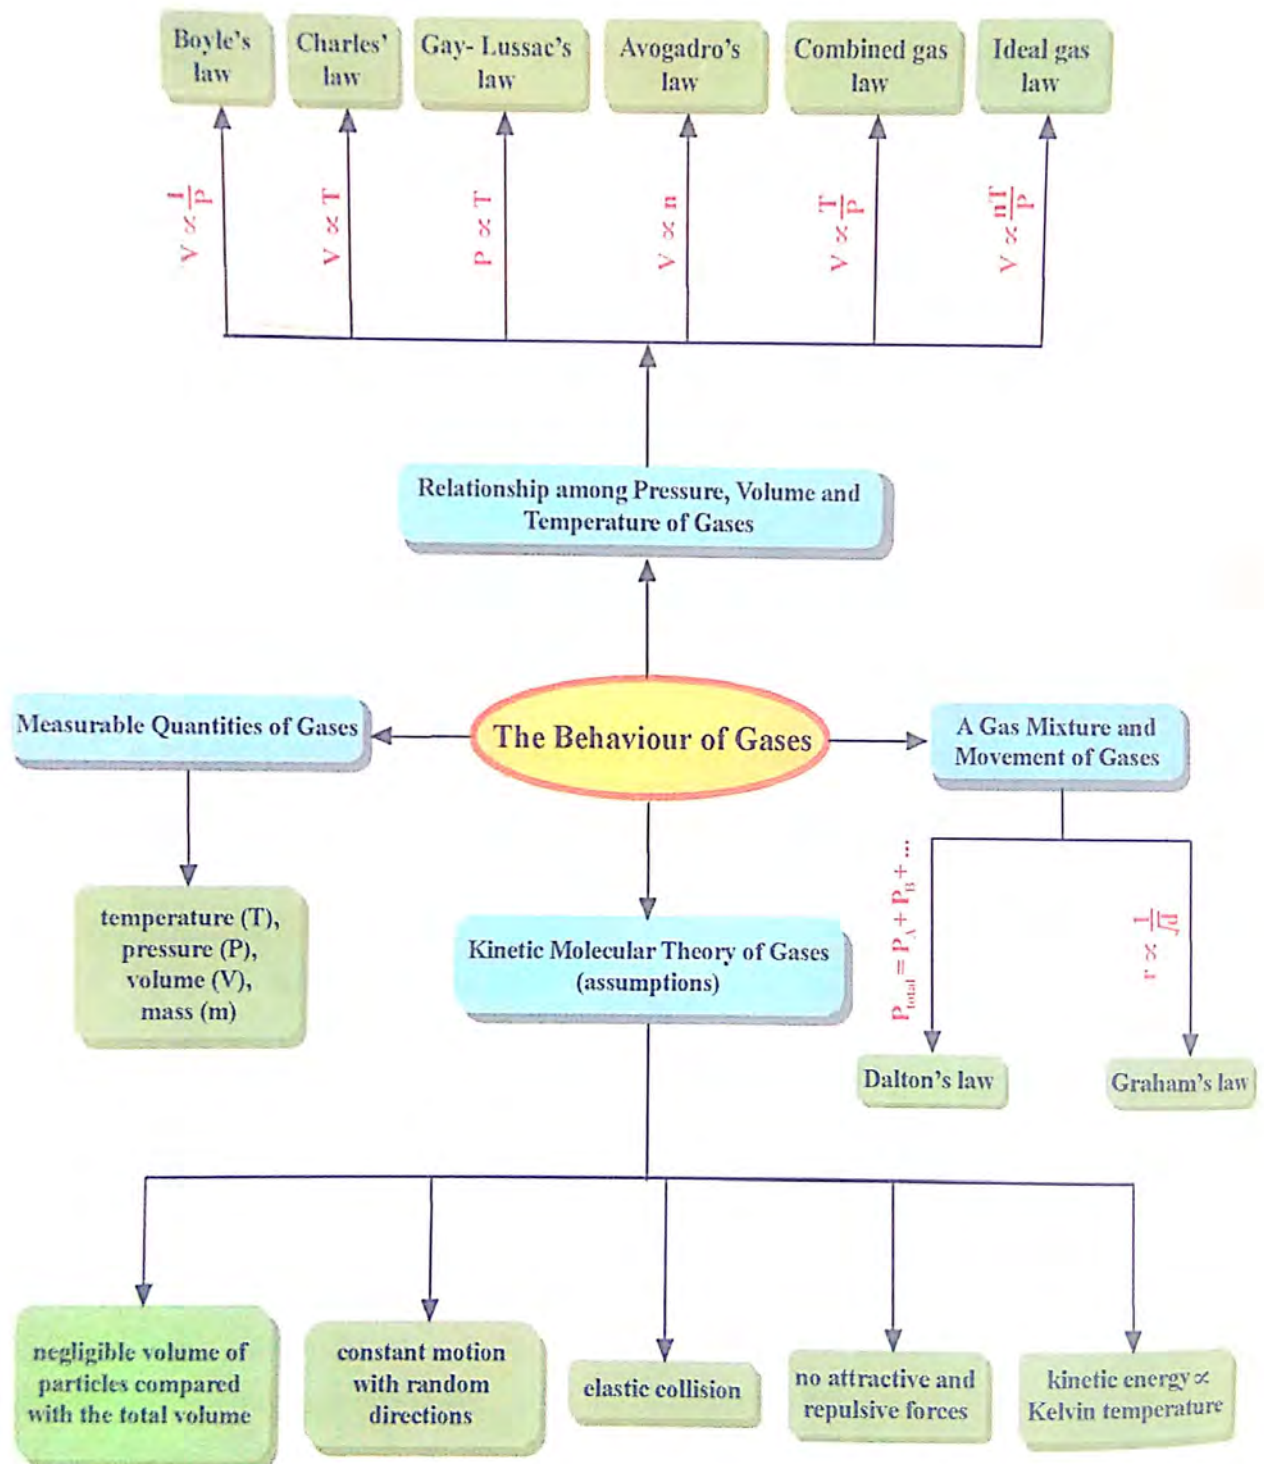 Boyle's
law
Charles'
law
Gay- Lussac's
law
Avogadro's
law
Combined gas
law
Ideal gas
law
V ∝ 1/P
V ∝ T
P ∝ T
V ∝ n
V ∝ T/P
V ∝ nT/P
Relationship among Pressure, Volume and
Temperature of Gases
Measurable Quantities of Gases
The Behaviour of Gases
A Gas Mixture and
Movement of Gases
temperature (T),
pressure (P),
volume (V),
mass (m)
Kinetic Molecular Theory of Gases
(assumptions)
P_total = P_A + P_B + ...
Dalton's law
Graham's law
negligible volume of
particles compared
with the total volume
constant motion
with random
directions
elastic collision
no attractive and
repulsive forces
kinetic energy ∝
Kelvin temperature